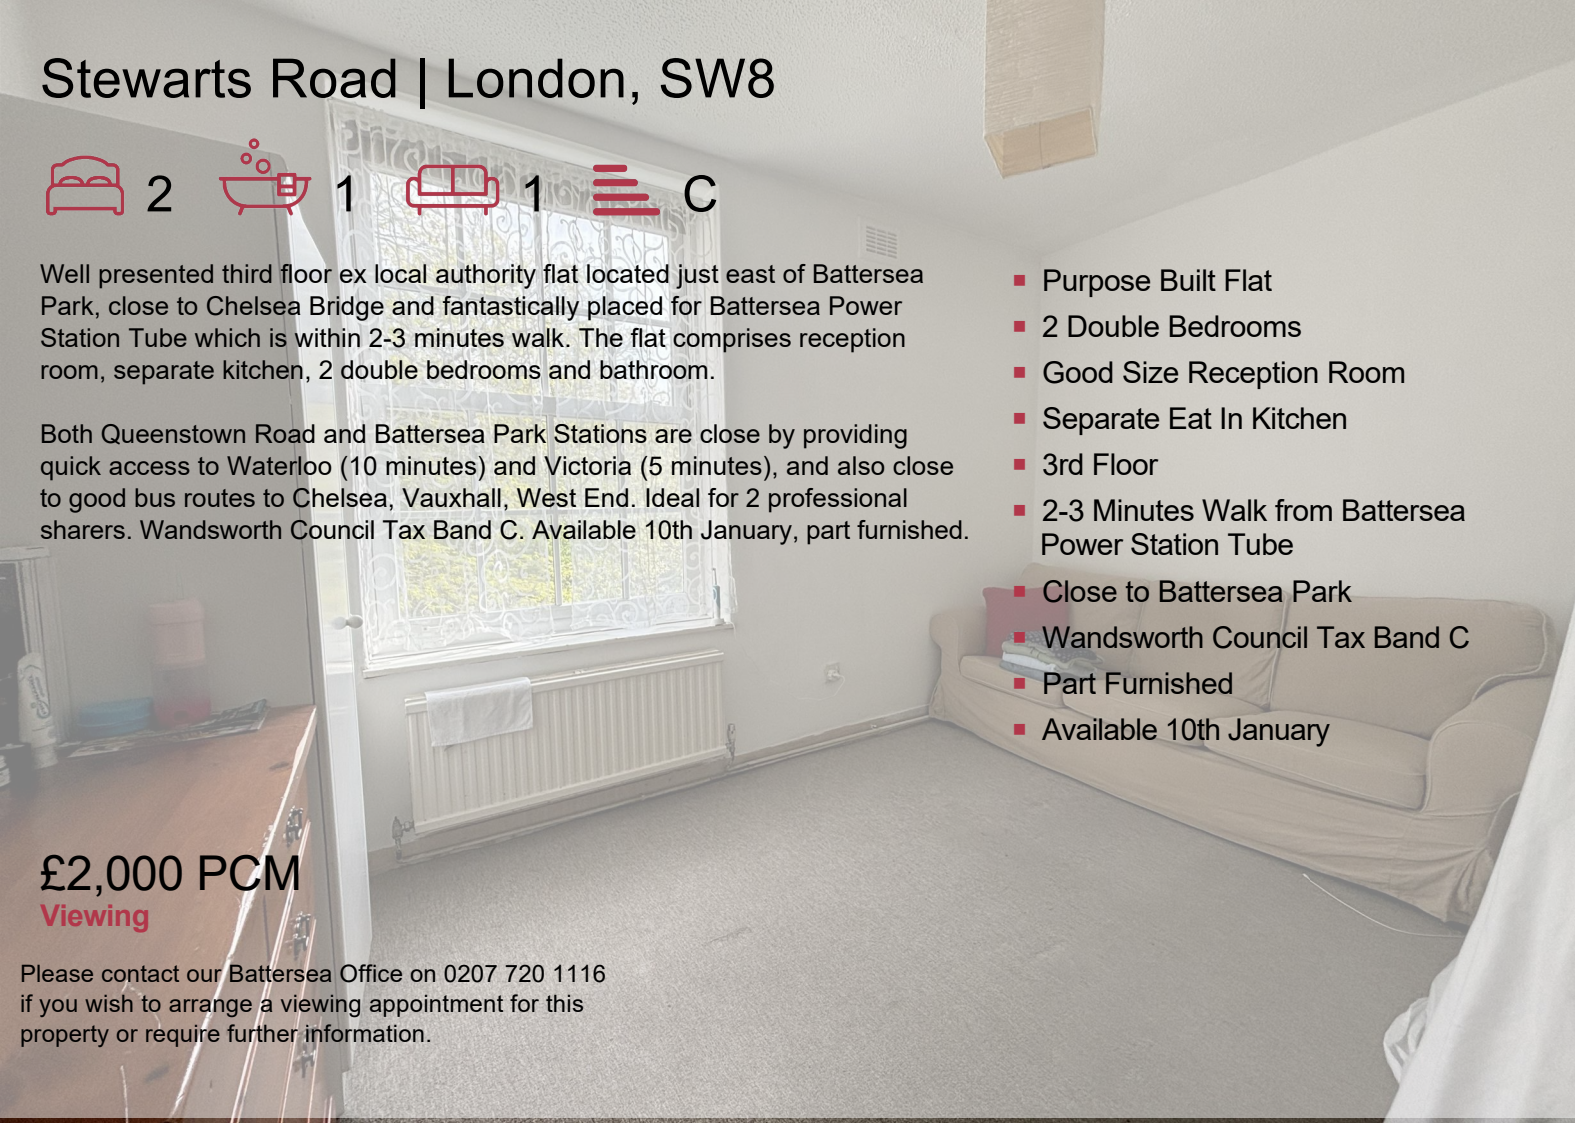 Stewarts Road | London, SW8
2 1 1 C
Well presented third floor ex local authority flat located just east of Battersea
Park, close to Chelsea Bridge and fantastically placed for Battersea Power
Station Tube which is within 2-3 minutes walk. The flat comprises reception
room, separate kitchen, 2 double bedrooms and bathroom.
Both Queenstown Road and Battersea Park Stations are close by providing
quick access to Waterloo (10 minutes) and Victoria (5 minutes), and also close
to good bus routes to Chelsea, Vauxhall, West End. Ideal for 2 professional
sharers. Wandsworth Council Tax Band C. Available 10th January, part furnished.
Purpose Built Flat
2 Double Bedrooms
Good Size Reception Room
Separate Eat In Kitchen
3rd Floor
2-3 Minutes Walk from Battersea
Power Station Tube
Close to Battersea Park
Wandsworth Council Tax Band C
Part Furnished
Available 10th January
£2,000 PCM
Viewing
Please contact our Battersea Office on 0207 720 1116
if you wish to arrange a viewing appointment for this
property or require further information.